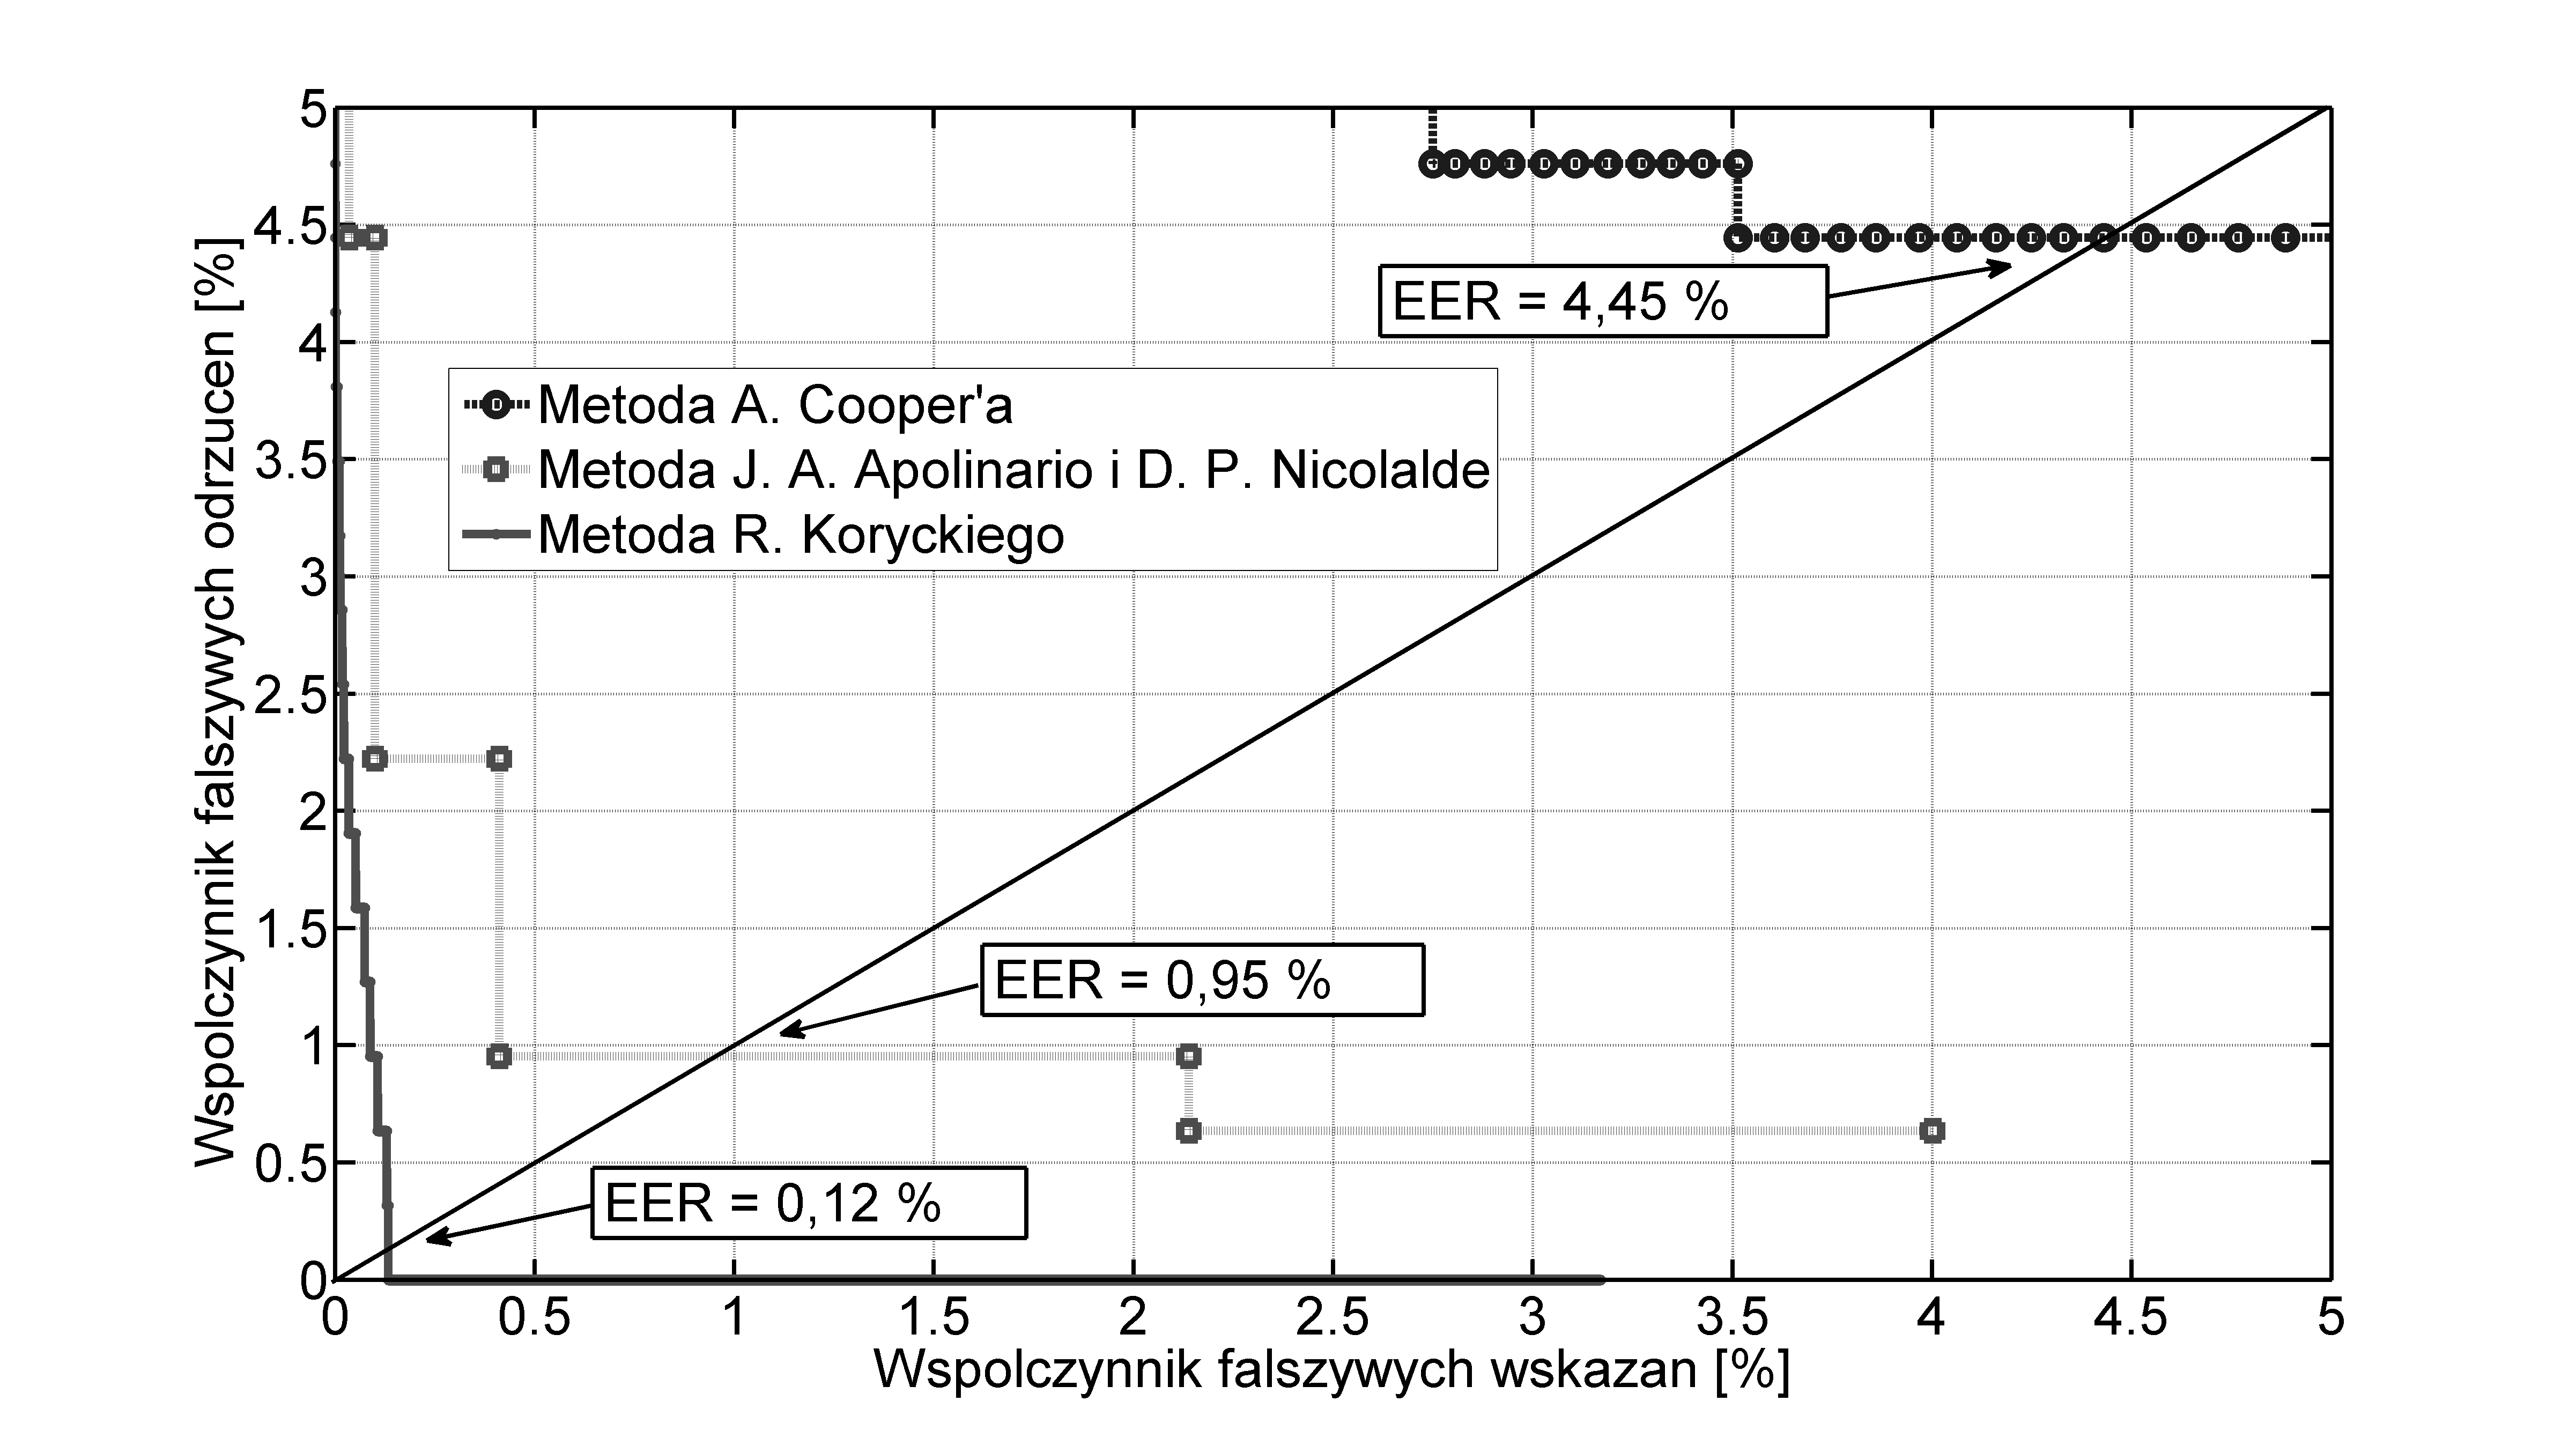 5
4.5
4
3.5
3
2.5
2
1.5
1
0.5
0
Wspolczynnik falszywych odrzucen [%]
EER = 4,45 %
Metoda A. Cooper'a
Metoda J. A. Apolinario i D. P. Nicolalde
Metoda R. Koryckiego
EER = 0,95 %
EER = 0,12 %
0 0.5 1 1.5 2 2.5 3 3.5 4 4.5 5
Wspolczynnik falszywych wskazan [%]